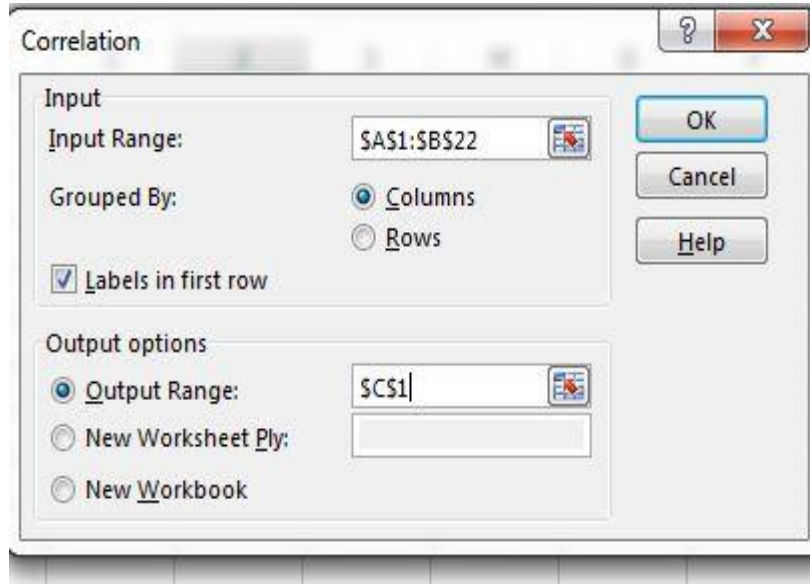 Correlation
Input
Input Range: $A$1:$B$22
Grouped By: Columns
Rows
Labels in first row
Output options
Output Range: $C$1
New Worksheet Ply:
New Workbook
?
X
OK
Cancel
Help